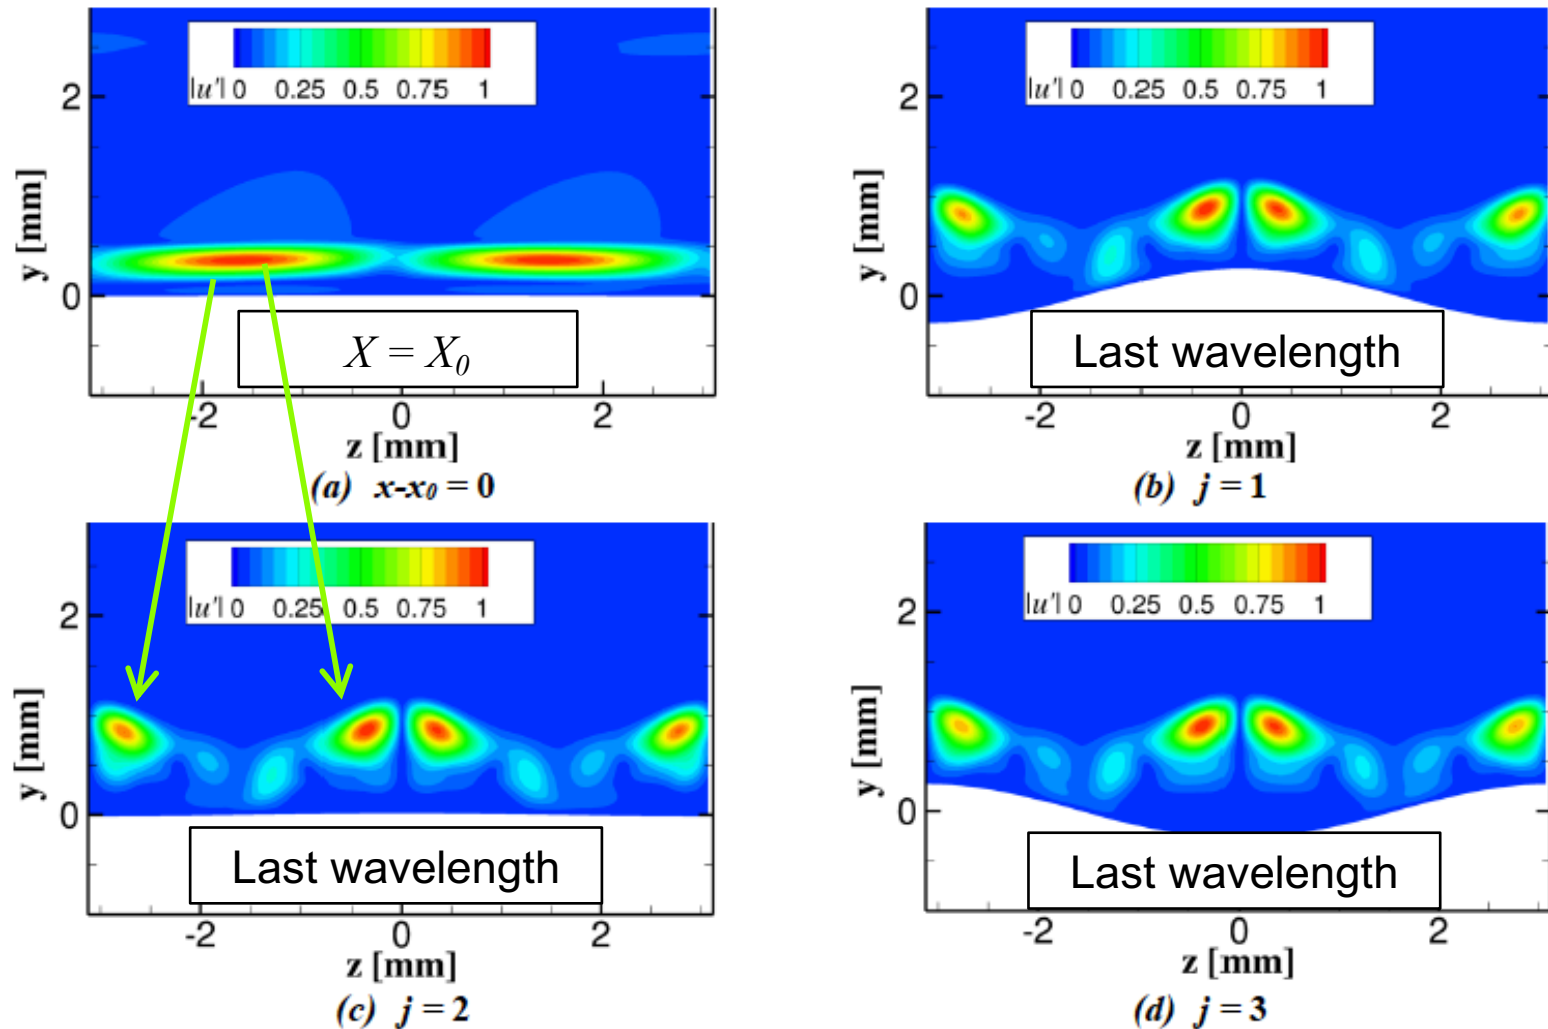 |u'| 0 0.25 0.5 0.75 1
2
0
y [mm]
X = X0
-2 0 2
z [mm]
(a) x-x0 = 0
|u'| 0 0.25 0.5 0.75 1
2
0
y [mm]
Last wavelength
-2 0 2
z [mm]
(b) j = 1
|u'| 0 0.25 0.5 0.75 1
2
0
y [mm]
Last wavelength
-2 0 2
z [mm]
(c) j = 2
|u'| 0 0.25 0.5 0.75 1
2
0
y [mm]
Last wavelength
-2 0 2
z [mm]
(d) j = 3